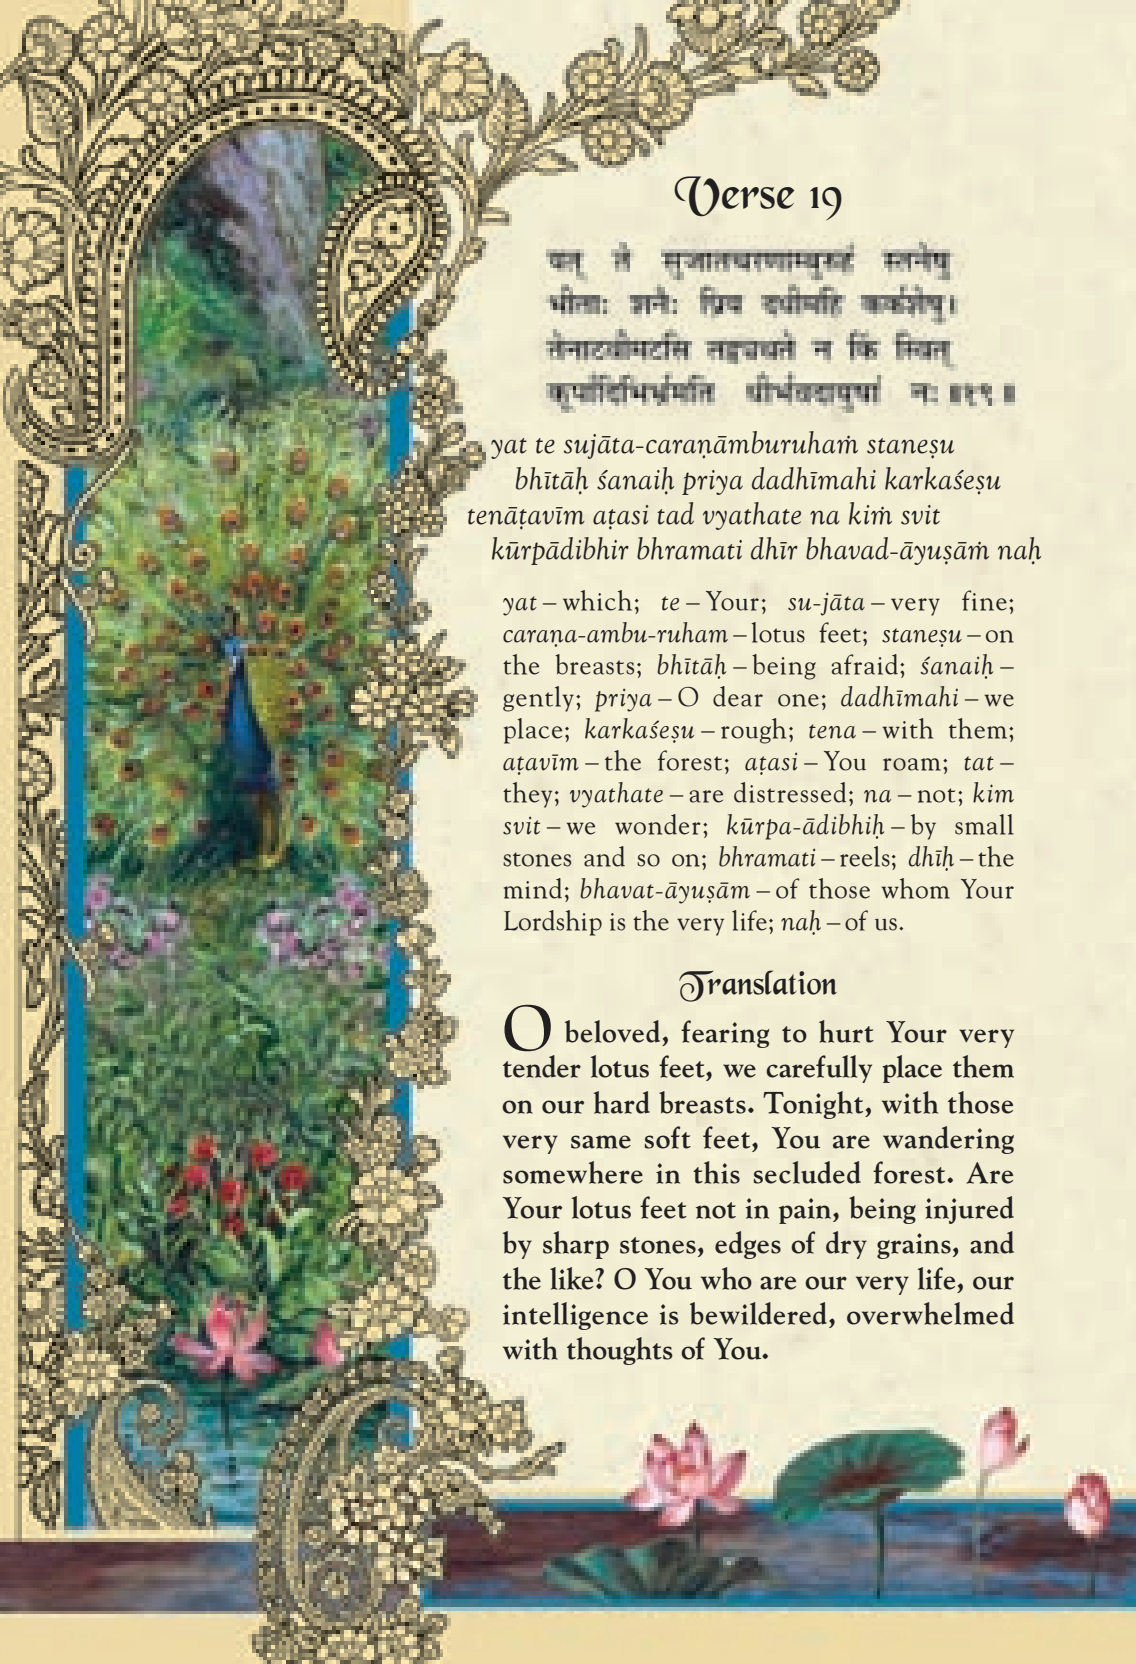 Verse 19
यत् ते सुजातचरणाम्बुरुहं स्तनेषु
भीताः शनैः प्रिय दधीमहि कर्कशेषु।
तेनाटवीमटसि तद्व्यथते न किं स्वित्
कूर्पादिभिर्भ्रमति धीर्भवदायुषां नः॥१९॥
yat te sujāta-caraṇāmburuhaṁ staneṣu
bhītāḥ śanaiḥ priya dadhīmahi karkaśeṣu
tenāṭavīm aṭasi tad vyathate na kiṁ svit
kūrpādibhir bhramati dhīr bhavad-āyuṣāṁ naḥ
yat – which; te – Your; su-jāta – very fine;
caraṇa-ambu-ruham – lotus feet; staneṣu – on
the breasts; bhītāḥ – being afraid; śanaiḥ –
gently; priya – O dear one; dadhīmahi – we
place; karkaśeṣu – rough; tena – with them;
aṭavīm – the forest; aṭasi – You roam; tat –
they; vyathate – are distressed; na – not; kim
svit – we wonder; kūrpa-ādibhiḥ – by small
stones and so on; bhramati – reels; dhīḥ – the
mind; bhavat-āyuṣām – of those whom Your
Lordship is the very life; naḥ – of us.
Translation
O beloved, fearing to hurt Your very
tender lotus feet, we carefully place them
on our hard breasts. Tonight, with those
very same soft feet, You are wandering
somewhere in this secluded forest. Are
Your lotus feet not in pain, being injured
by sharp stones, edges of dry grains, and
the like? O You who are our very life, our
intelligence is bewildered, overwhelmed
with thoughts of You.